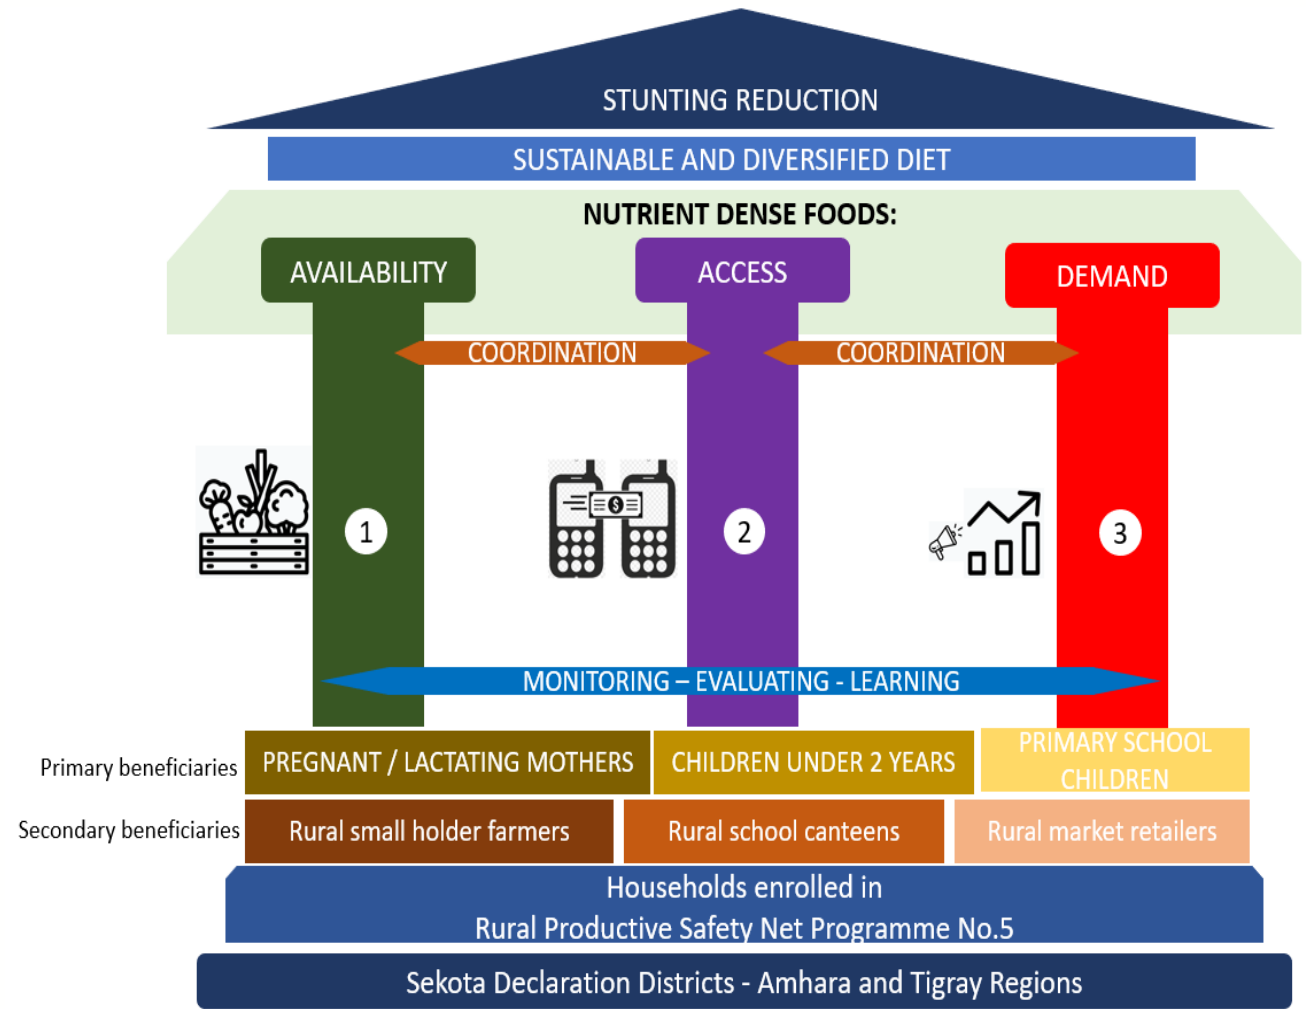 STUNTING REDUCTION
SUSTAINABLE AND DIVERSIFIED DIET
NUTRIENT DENSE FOODS:
AVAILABILITY
ACCESS
DEMAND
COORDINATION
COORDINATION
1
2
$
3
MONITORING – EVALUATING - LEARNING
Primary beneficiaries
PREGNANT / LACTATING MOTHERS
CHILDREN UNDER 2 YEARS
PRIMARY SCHOOL
CHILDREN
Secondary beneficiaries
Rural small holder farmers
Rural school canteens
Rural market retailers
Households enrolled in
Rural Productive Safety Net Programme No.5
Sekota Declaration Districts - Amhara and Tigray Regions